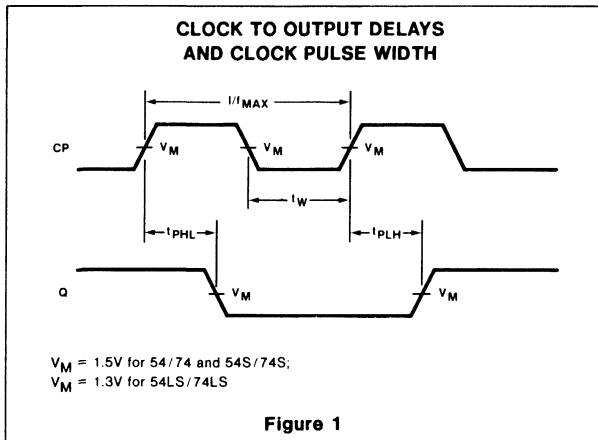 CLOCK TO OUTPUT DELAYS
AND CLOCK PULSE WIDTH
I/fMAX
CP
VM
VM
VM
tW
tPHL
tPLH
Q
VM
VM
VM = 1.5V for 54/74 and 54S/74S;
VM = 1.3V for 54LS/74LS
Figure 1